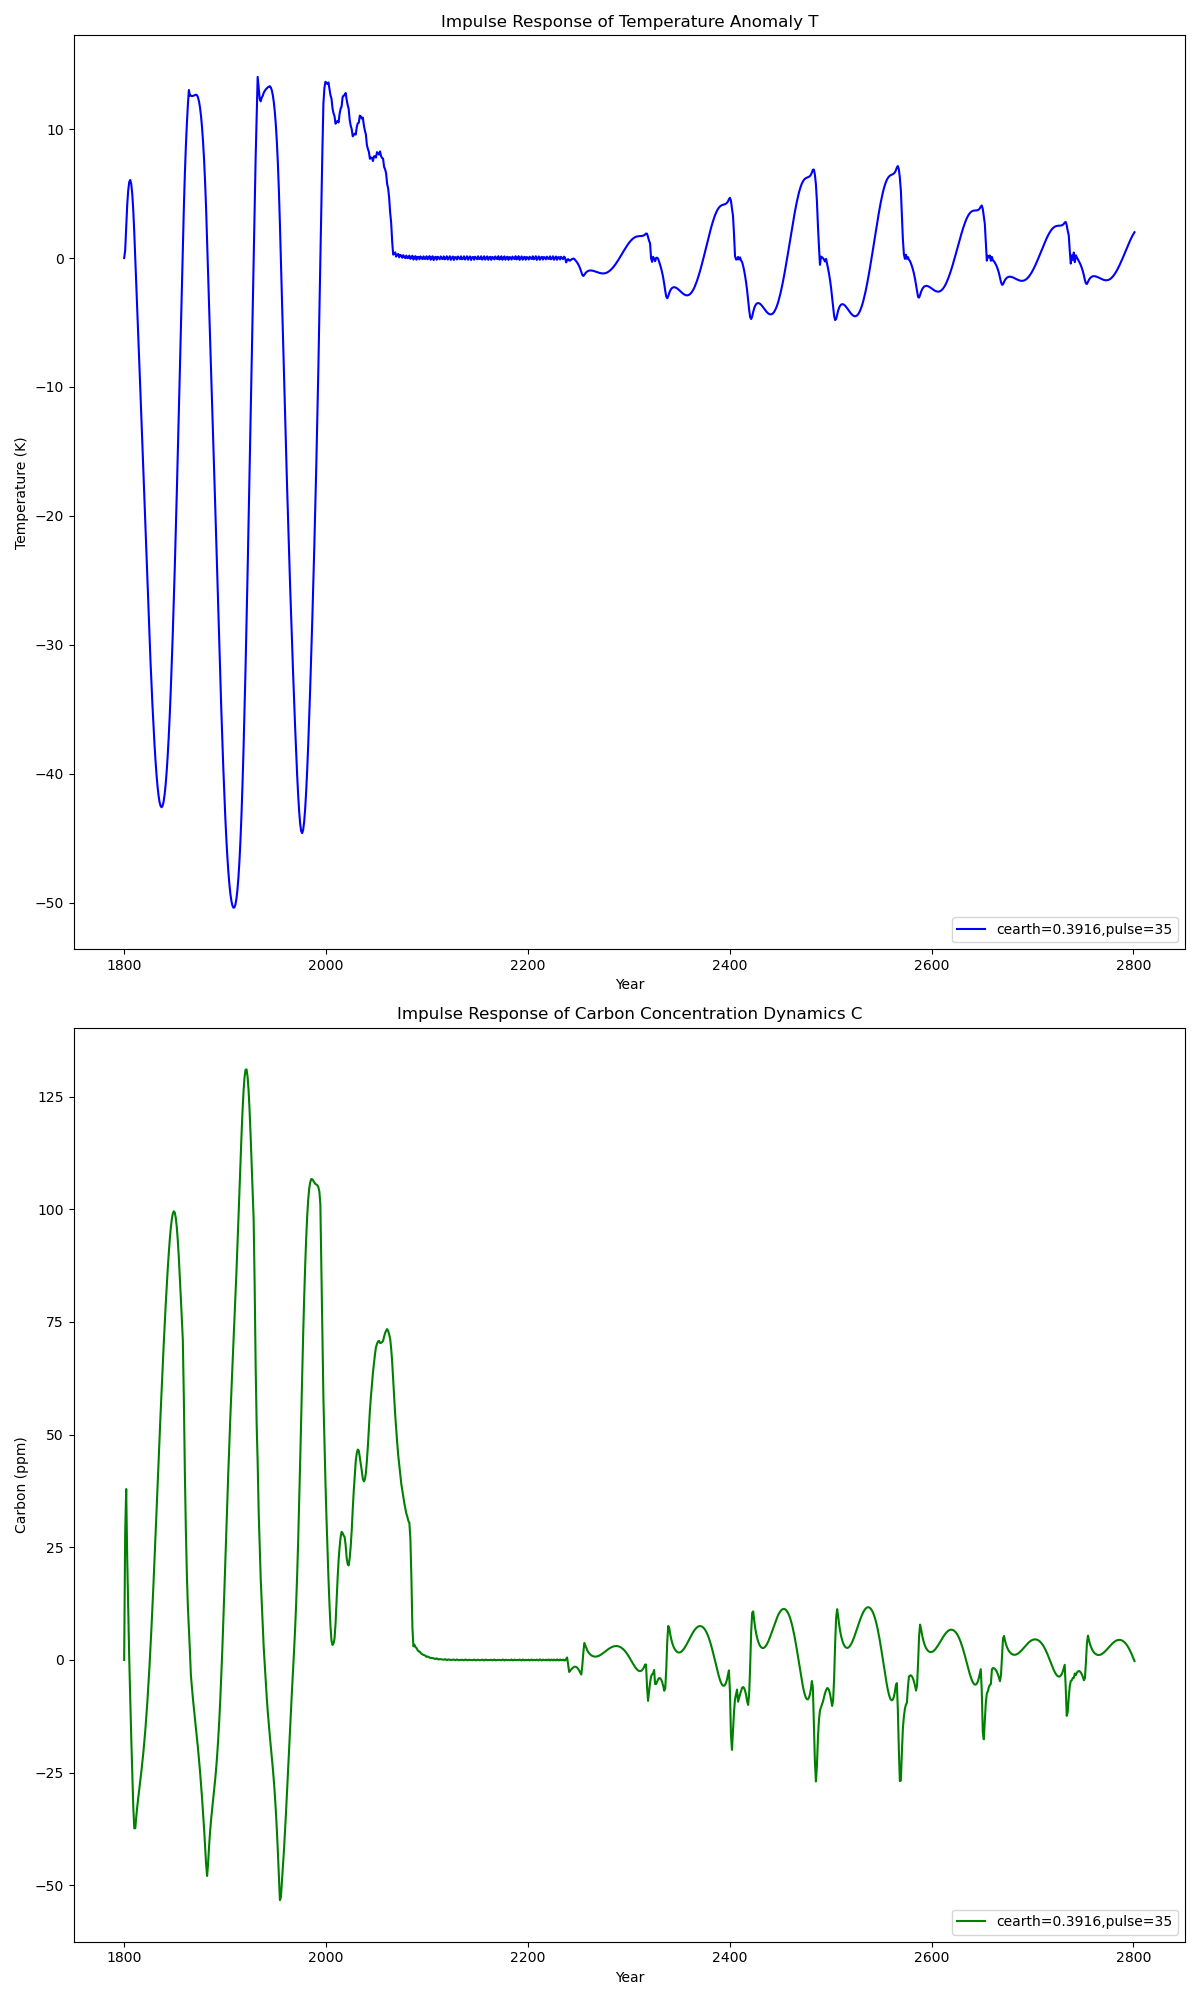 Impulse Response of Temperature Anomaly T
10
0
−10
−20
−30
−40
−50
Temperature (K)
cearth=0.3916,pulse=35
1800 2000 2200 2400 2600 2800
Year
Impulse Response of Carbon Concentration Dynamics C
125
100
75
50
25
0
−25
−50
Carbon (ppm)
cearth=0.3916,pulse=35
1800 2000 2200 2400 2600 2800
Year